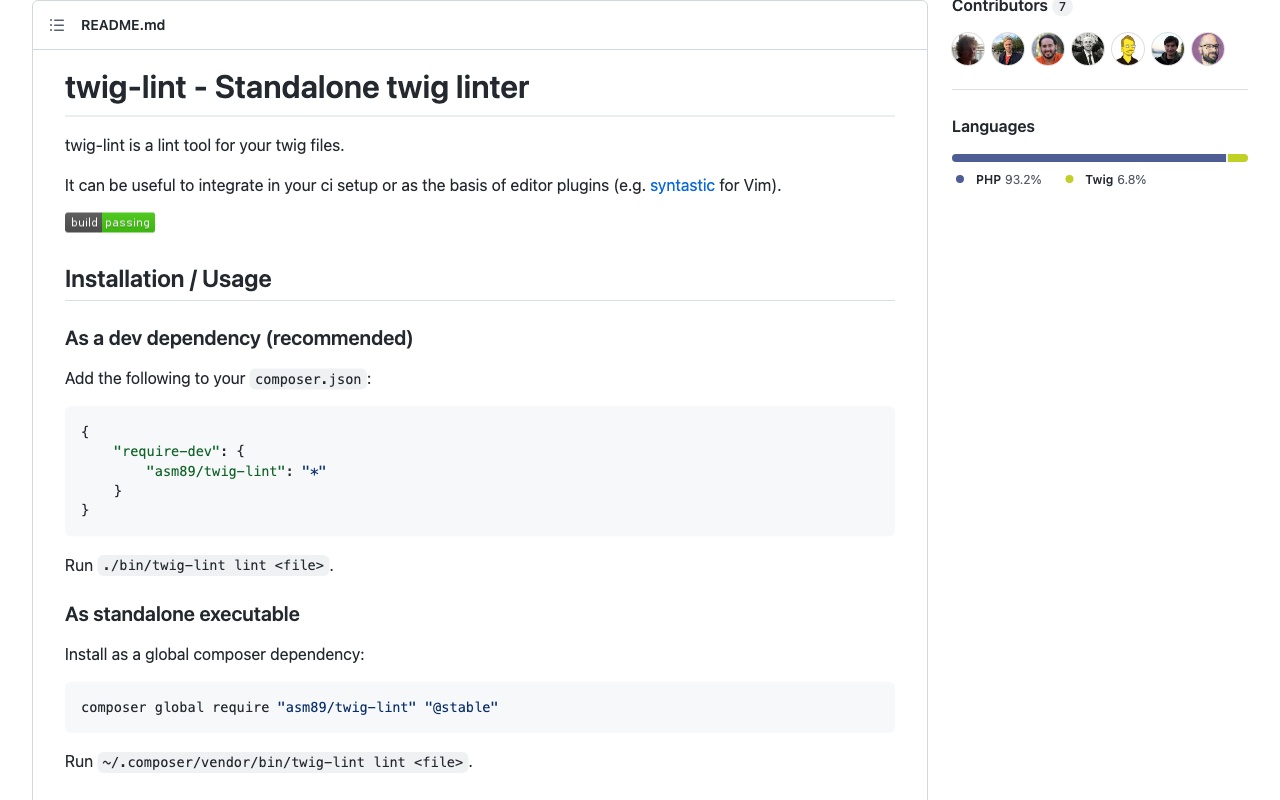 README.md
twig-lint - Standalone twig linter
twig-lint is a lint tool for your twig files.
It can be useful to integrate in your ci setup or as the basis of editor plugins (e.g. syntastic for Vim).
build passing
Installation / Usage
As a dev dependency (recommended)
Add the following to your composer.json:
{
    "require-dev": {
        "asm89/twig-lint": "*"
    }
}
Run ./bin/twig-lint lint <file>.
As standalone executable
Install as a global composer dependency:
composer global require "asm89/twig-lint" "@stable"
Run ~/.composer/vendor/bin/twig-lint lint <file>.
Contributors 7
Languages
PHP 93.2% Twig 6.8%